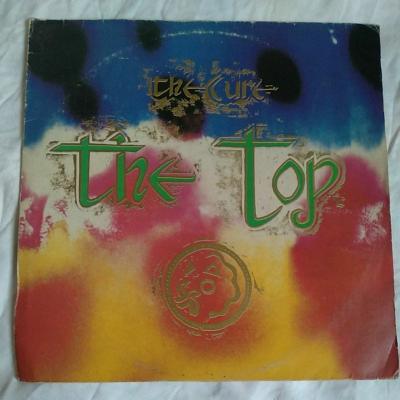 the cure
the top